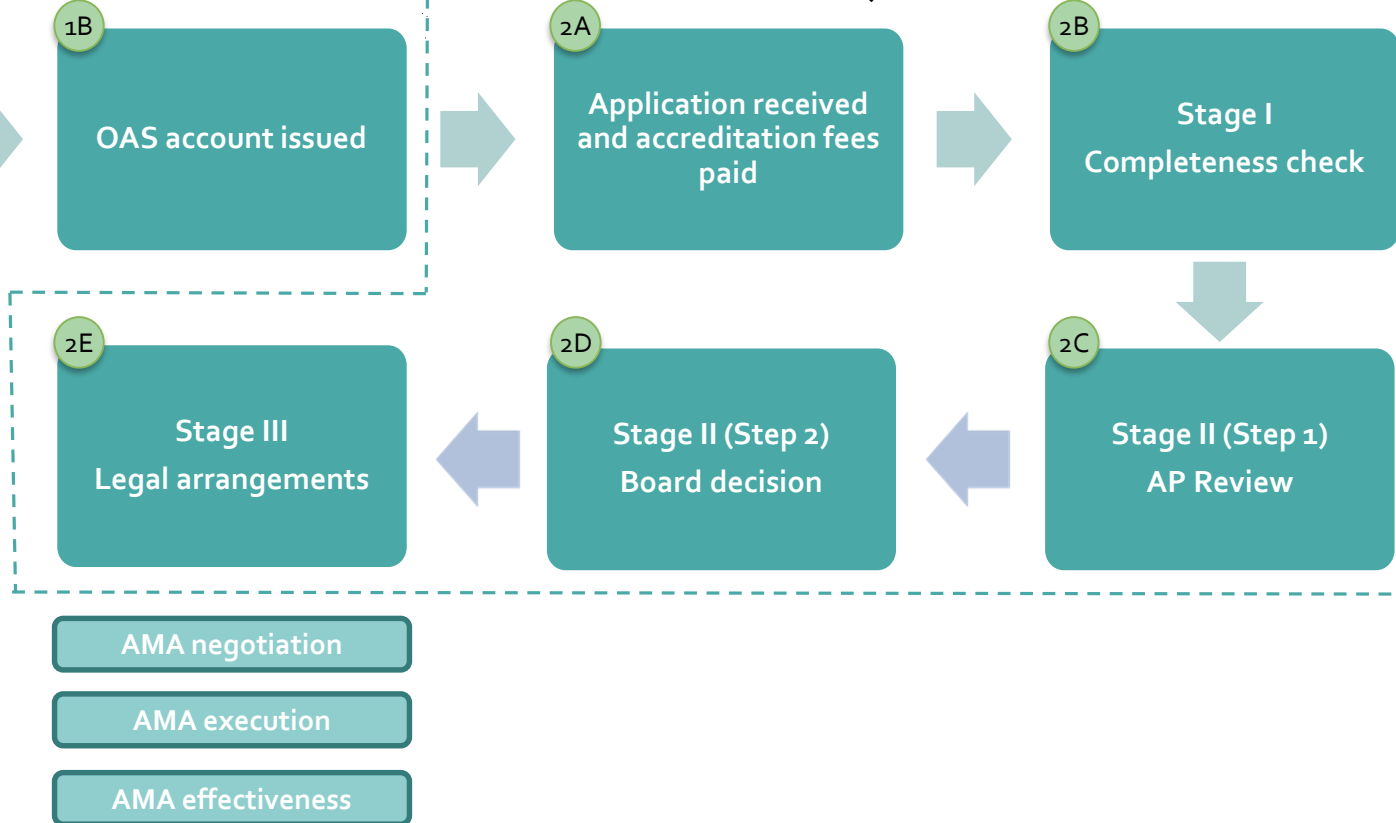 1B
OAS account issued
2A
Application received
and accreditation fees
paid
2B
Stage I
Completeness check
2C
Stage II (Step 1)
AP Review
2D
Stage II (Step 2)
Board decision
2E
Stage III
Legal arrangements
AMA negotiation
AMA execution
AMA effectiveness